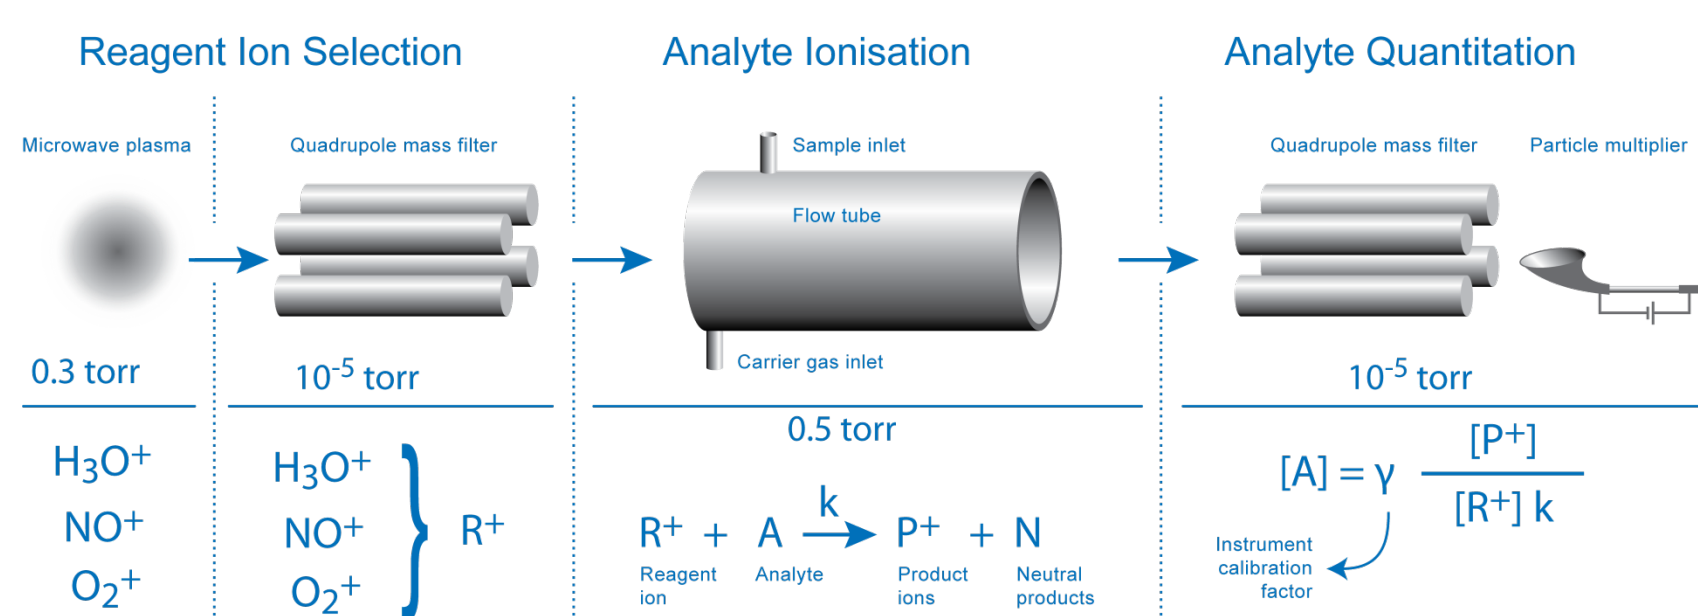 Reagent Ion Selection
Analyte Ionisation
Analyte Quantitation
Microwave plasma
Quadrupole mass filter
Sample inlet
Flow tube
Carrier gas inlet
Quadrupole mass filter
Particle multiplier
0.3 torr
10⁻⁵ torr
0.5 torr
10⁻⁵ torr
H₃O⁺
NO⁺
O₂⁺
H₃O⁺
NO⁺
O₂⁺
} R⁺
R⁺ + A k → P⁺ + N
Reagent ion
Analyte
Product ions
Neutral products
[A] = γ [P⁺] / [R⁺] k
Instrument
calibration
factor